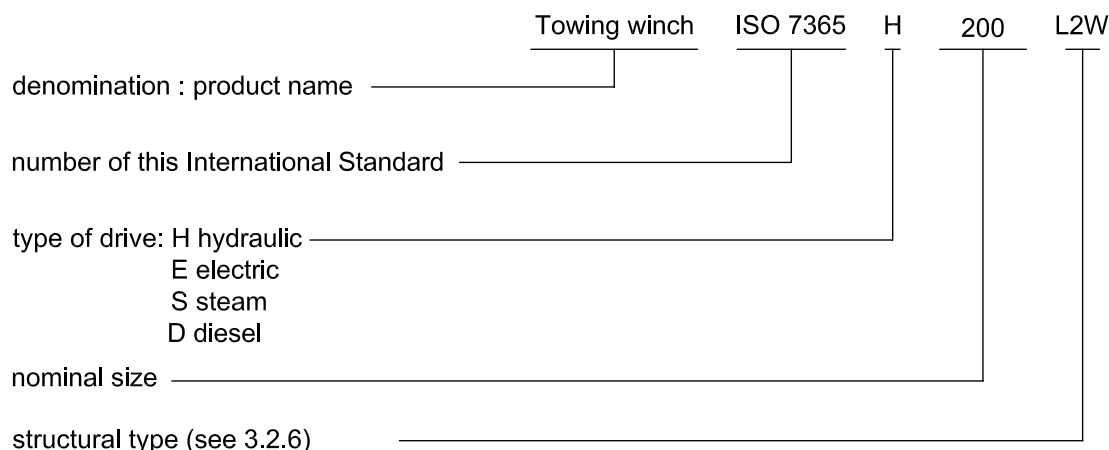 Towing winch ISO 7365 H 200 L2W
denomination : product name
number of this International Standard
type of drive: H hydraulic
E electric
S steam
D diesel
nominal size
structural type (see 3.2.6)